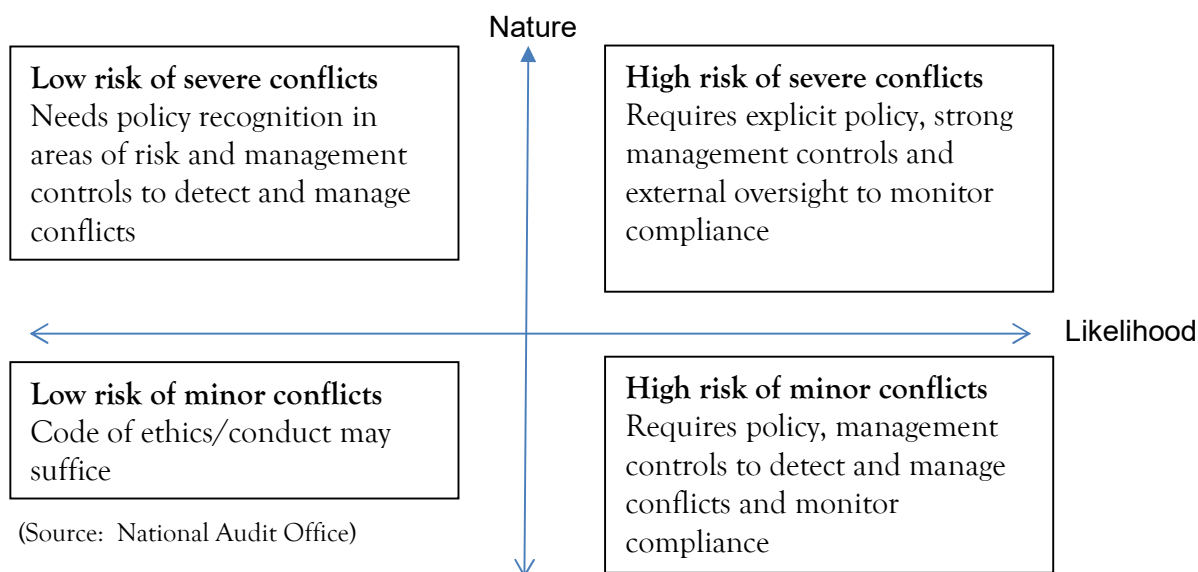 Nature
Low risk of severe conflicts
Needs policy recognition in
areas of risk and management
controls to detect and manage
conflicts
High risk of severe conflicts
Requires explicit policy, strong
management controls and
external oversight to monitor
compliance
Likelihood
Low risk of minor conflicts
Code of ethics/conduct may
suffice
High risk of minor conflicts
Requires policy, management
controls to detect and manage
conflicts and monitor
compliance
(Source: National Audit Office)